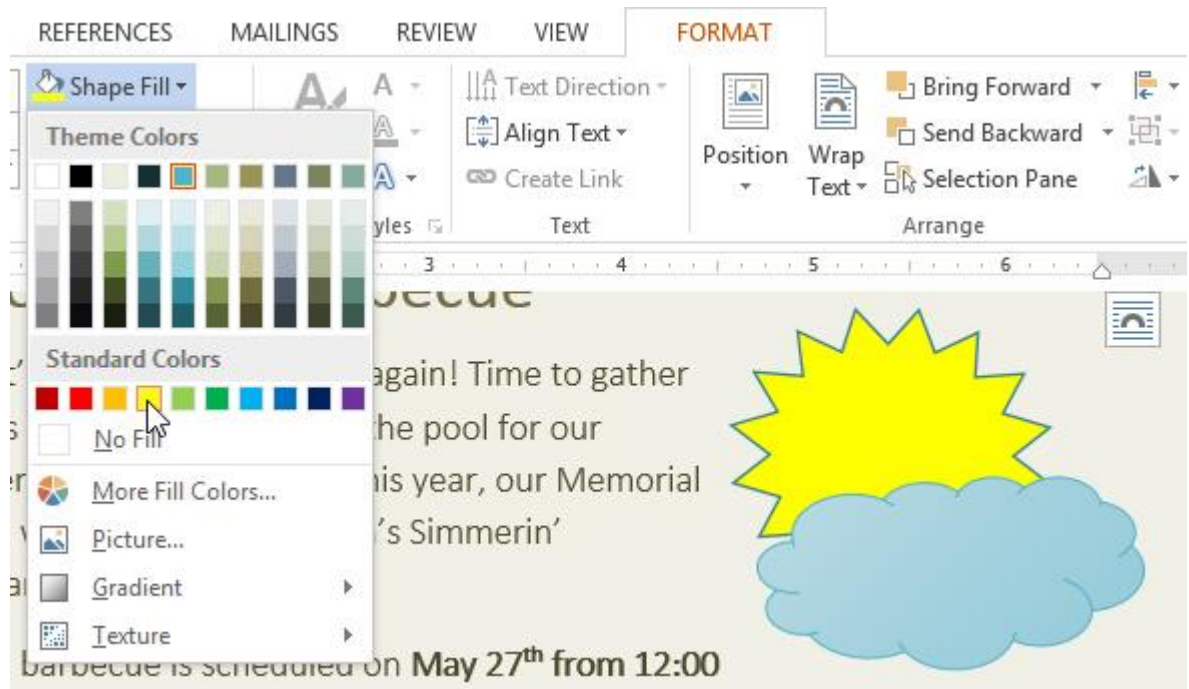 REFERENCES MAILINGS REVIEW VIEW FORMAT
Shape Fill
Text Direction
Align Text
Create Link
Text
Position
Wrap
Text
Bring Forward
Send Backward
Selection Pane
Arrange
Theme Colors
Standard Colors
No Fill
More Fill Colors...
Picture...
Gradient
Texture
3 4 5 6
again! Time to gather
the pool for our
his year, our Memorial
's Simmerin'
barbecue is scheduled on May 27th from 12:00